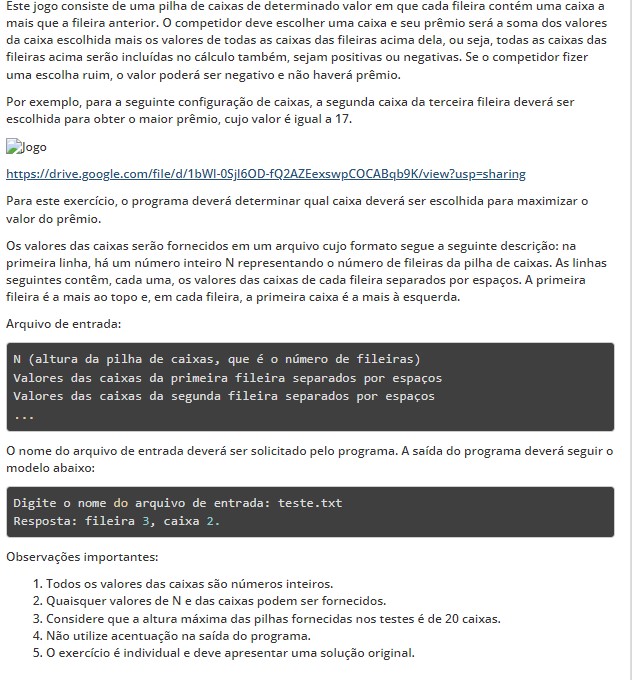 Este jogo consiste de uma pilha de caixas de determinado valor em que cada fileira contém uma caixa a
mais que a fileira anterior. O competidor deve escolher uma caixa e seu prêmio será a soma dos valores
da caixa escolhida mais os valores de todas as caixas das fileiras acima dela, ou seja, todas as caixas das
fileiras acima serão incluídas no cálculo também, sejam positivas ou negativas. Se o competidor fizer
uma escolha ruim, o valor poderá ser negativo e não haverá prêmio.
Por exemplo, para a seguinte configuração de caixas, a segunda caixa da terceira fileira deverá ser
escolhida para obter o maior prêmio, cujo valor é igual a 17.
Jogo
https://drive.google.com/file/d/1bWl-0SjI6OD-fQ2AZEexswpCOCABqb9K/view?usp=sharing
Para este exercício, o programa deverá determinar qual caixa deverá ser escolhida para maximizar o
valor do prêmio.
Os valores das caixas serão fornecidos em um arquivo cujo formato segue a seguinte descrição: na
primeira linha, há um número inteiro N representando o número de fileiras da pilha de caixas. As linhas
seguintes contêm, cada uma, os valores das caixas de cada fileira separados por espaços. A primeira
fileira é a mais ao topo e, em cada fileira, a primeira caixa é a mais à esquerda.
Arquivo de entrada:
N (altura da pilha de caixas, que é o número de fileiras)
Valores das caixas da primeira fileira separados por espaços
Valores das caixas da segunda fileira separados por espaços
...
O nome do arquivo de entrada deverá ser solicitado pelo programa. A saída do programa deverá seguir o
modelo abaixo:
Digite o nome do arquivo de entrada: teste.txt
Resposta: fileira 3, caixa 2.
Observações importantes:
1. Todos os valores das caixas são números inteiros.
2. Quaisquer valores de N e das caixas podem ser fornecidos.
3. Considere que a altura máxima das pilhas fornecidas nos testes é de 20 caixas.
4. Não utilize acentuação na saída do programa.
5. O exercício é individual e deve apresentar uma solução original.